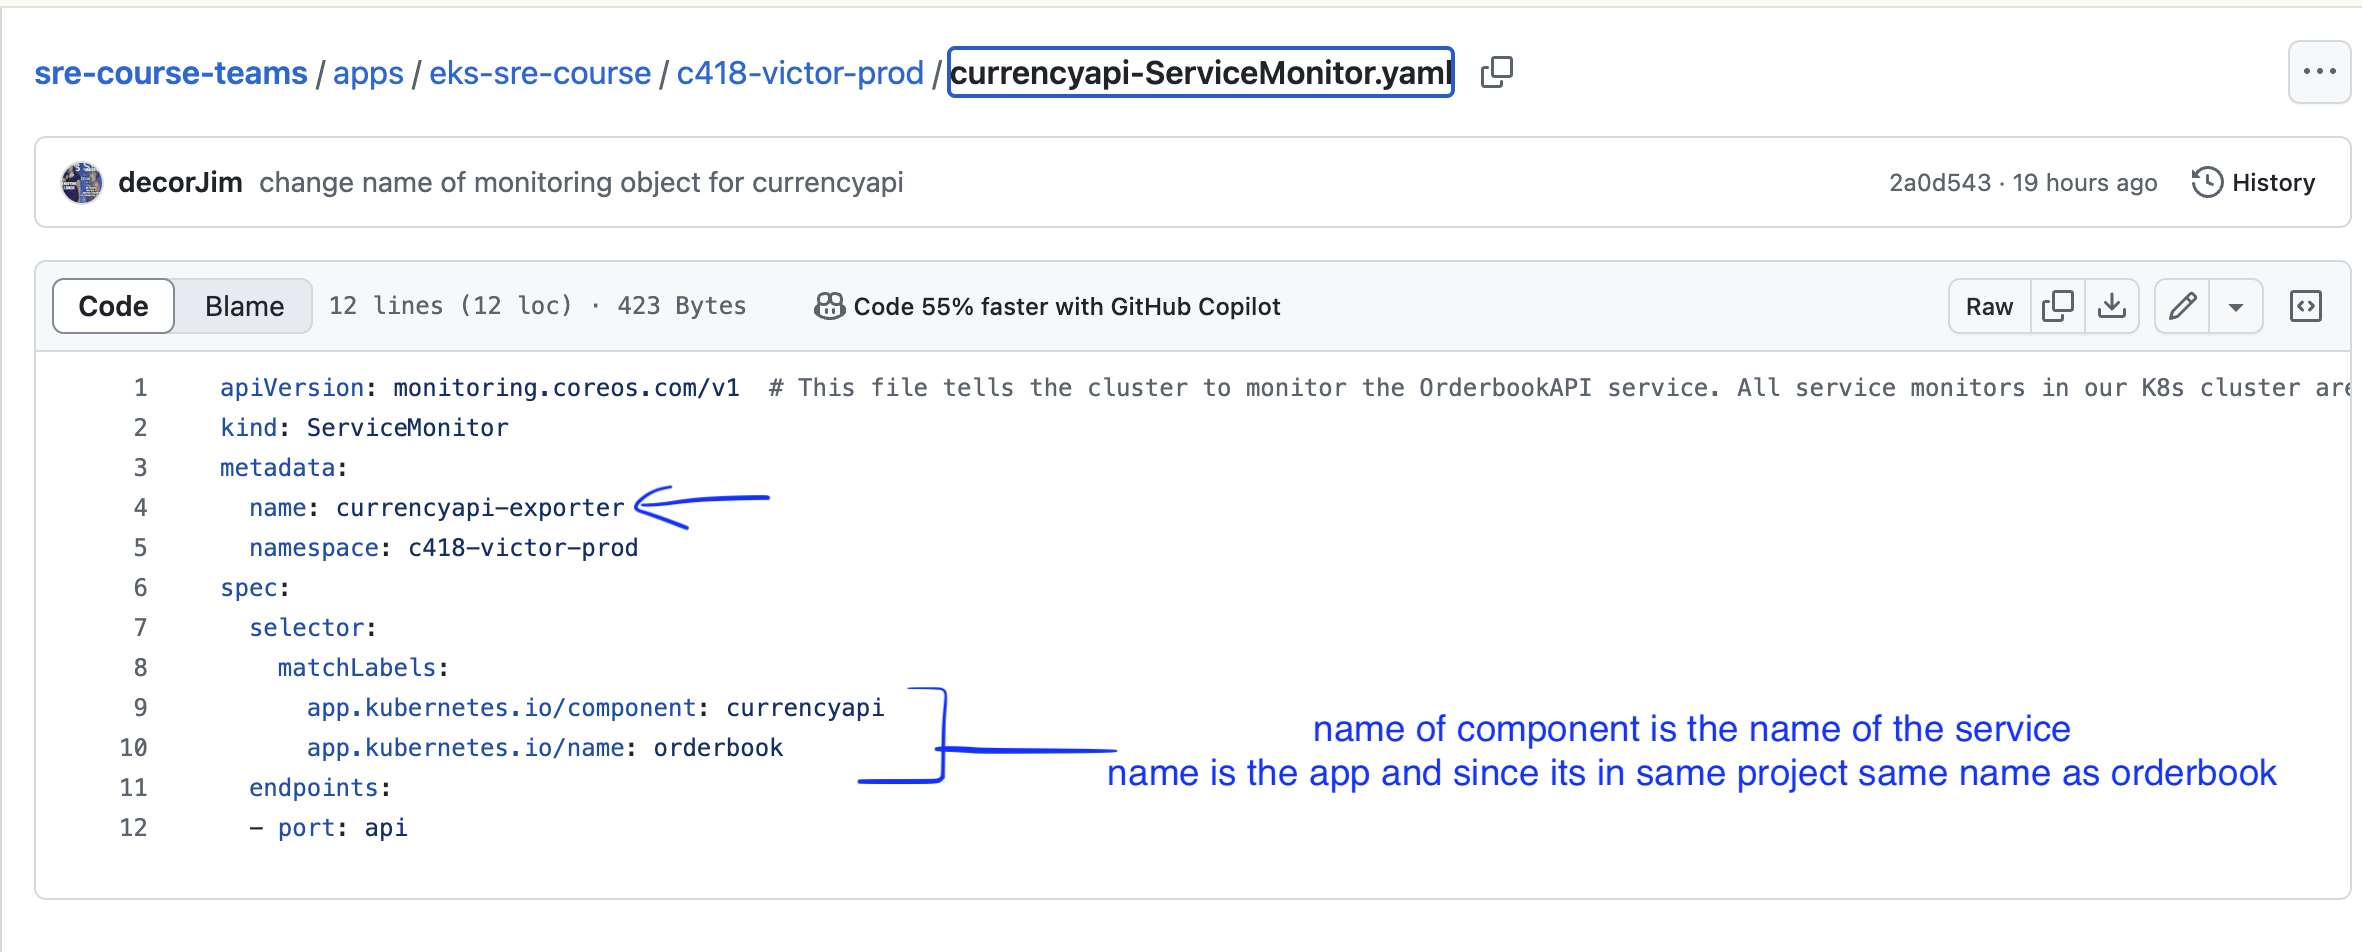 sre-course-teams / apps / eks-sre-course / c418-victor-prod / currencyapi-ServiceMonitor.yaml
decorJim change name of monitoring object for currencyapi 2a0d543 · 19 hours ago History
Code Blame 12 lines (12 loc) · 423 Bytes Code 55% faster with GitHub Copilot Raw
1 apiVersion: monitoring.coreos.com/v1 # This file tells the cluster to monitor the OrderbookAPI service. All service monitors in our K8s cluster are
2 kind: ServiceMonitor
3 metadata:
4 name: currencyapi-exporter
5 namespace: c418-victor-prod
6 spec:
7 selector:
8 matchLabels:
9 app.kubernetes.io/component: currencyapi
10 app.kubernetes.io/name: orderbook
name of component is the name of the service
name is the app and since its in same project same name as orderbook
11 endpoints:
12 - port: api